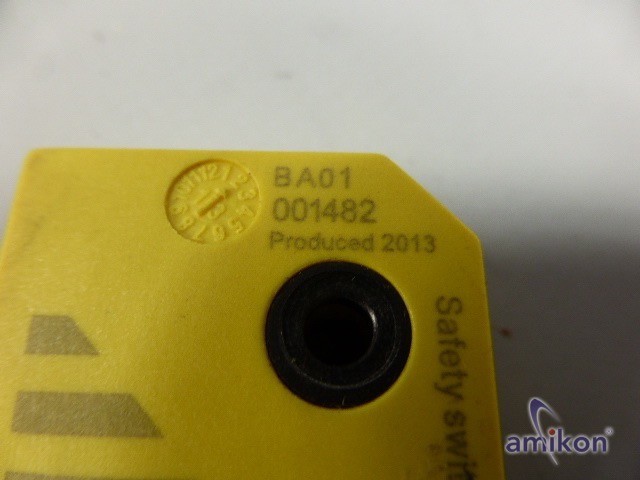 BA01
001482
Produced 2013
Safety swit
amikon